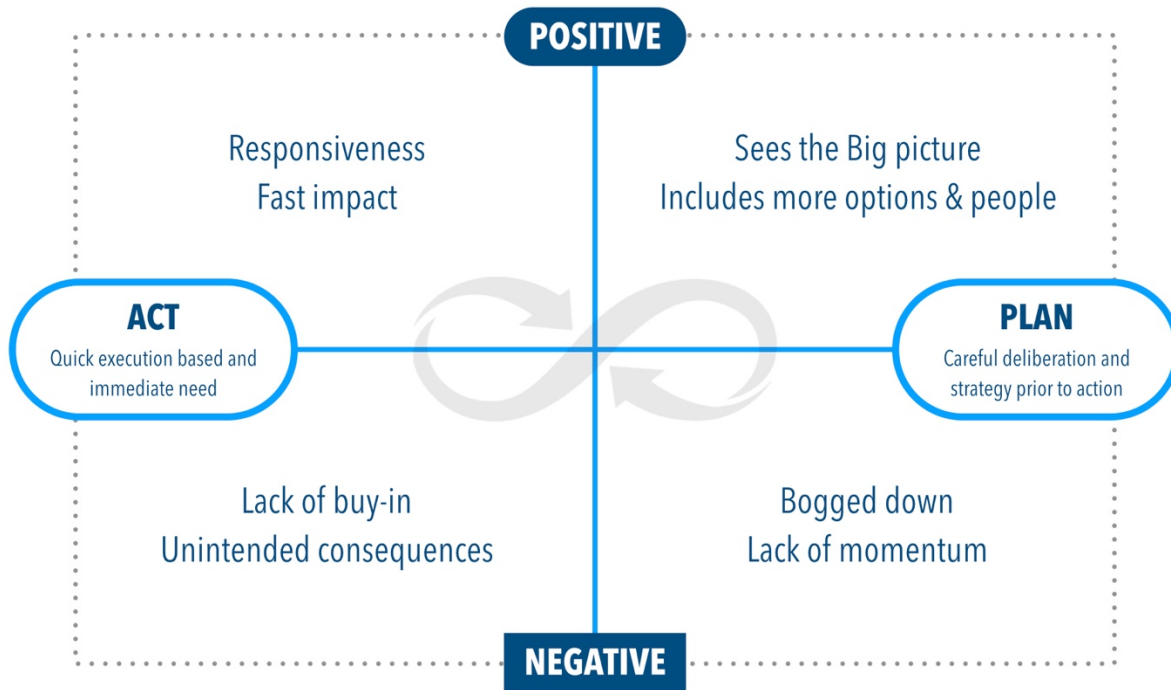 POSITIVE
Responsiveness
Fast impact
Sees the Big picture
Includes more options & people
ACT
Quick execution based and
immediate need
PLAN
Careful deliberation and
strategy prior to action
Lack of buy-in
Unintended consequences
Bogged down
Lack of momentum
NEGATIVE